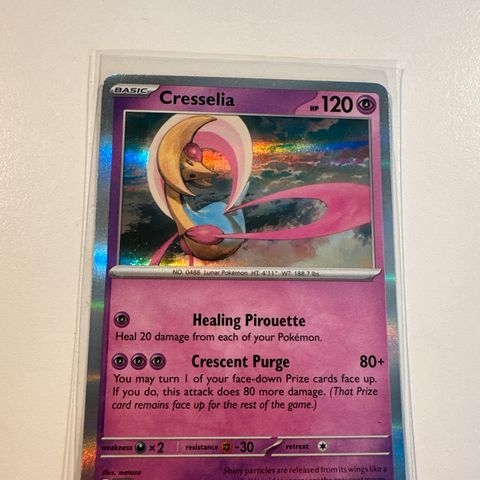 BASIC
Cresselia HP 120
NO. 0488 Lunar Pokémon HT: 4'11" WT: 188.7 lbs.
Healing Pirouette
Heal 20 damage from each of your Pokémon.
Crescent Purge 80+
You may turn 1 of your face-down Prize cards face up.
If you do, this attack does 80 more damage. (That Prize
card remains face up for the rest of the game.)
weakness x2 resistance -30 retreat
Illus. matazo
Shiny particles are released from its wings like a